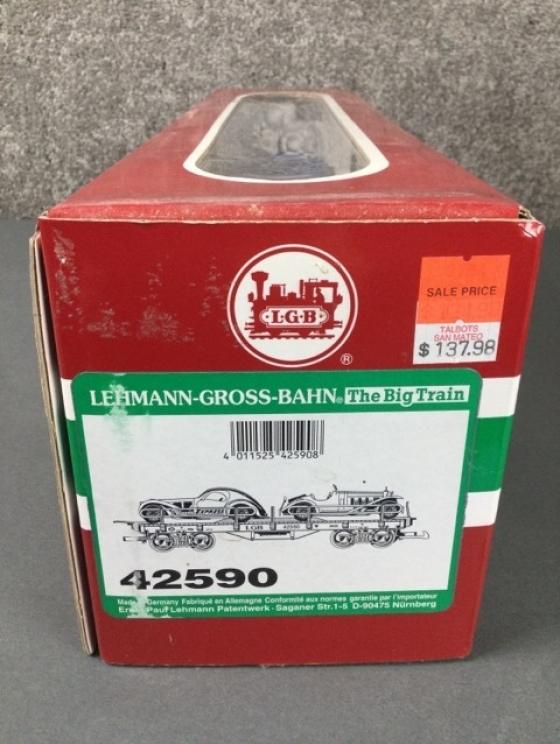 L·G·B
®
SALE PRICE
TALBOTS
SAN MATEO
$ 137.98
LEHMANN-GROSS-BAHN® The Big Train
4 011525 425908
LGB 42590
42590
Made in Germany Fabriqué en Allemagne Conformité aux normes garantie par l'importateur
Ernst Paul Lehmann Patentwerk · Saganer Str.1-5 D-90475 Nürnberg